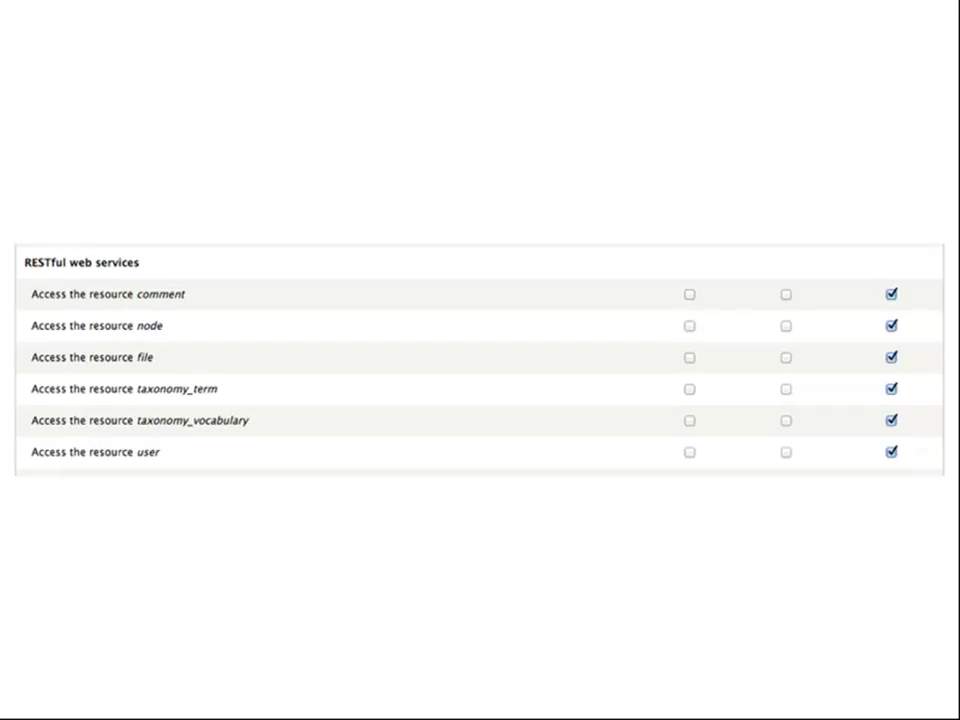 RESTful web services
Access the resource comment
Access the resource node
Access the resource file
Access the resource taxonomy_term
Access the resource taxonomy_vocabulary
Access the resource user